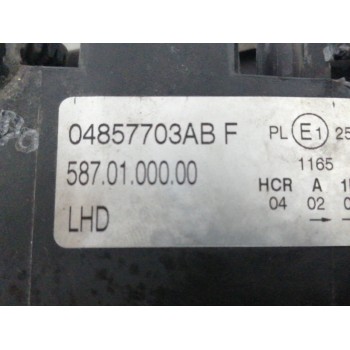 04857703AB F PL E1 25
587.01.000.00 1165
HCR A
LHD 04 02